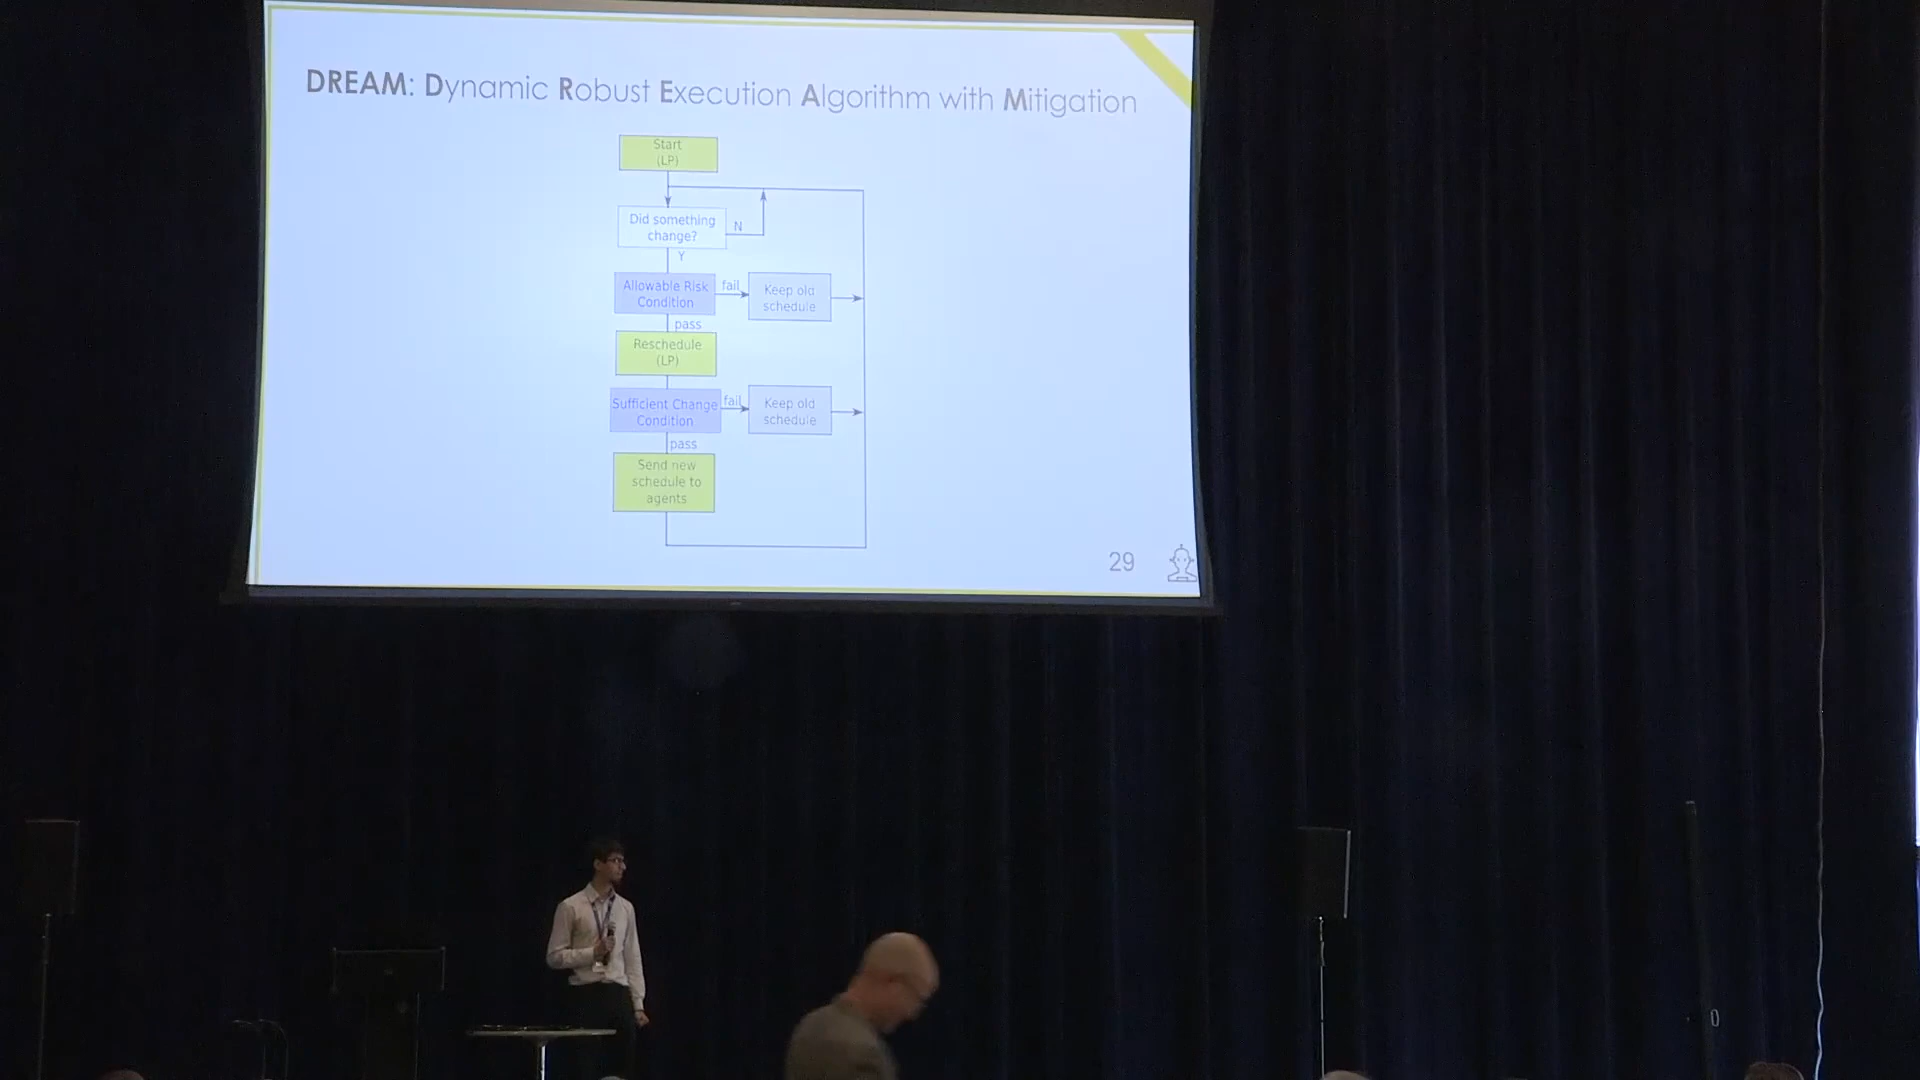 DREAM: Dynamic Robust Execution Algorithm with Mitigation
Start
(LP)
Did something
change?
N
Y
Allowable Risk
Condition
fail
Keep old
schedule
pass
Reschedule
(LP)
Sufficient Change
Condition
fail
Keep old
schedule
pass
Send new
schedule to
agents
29